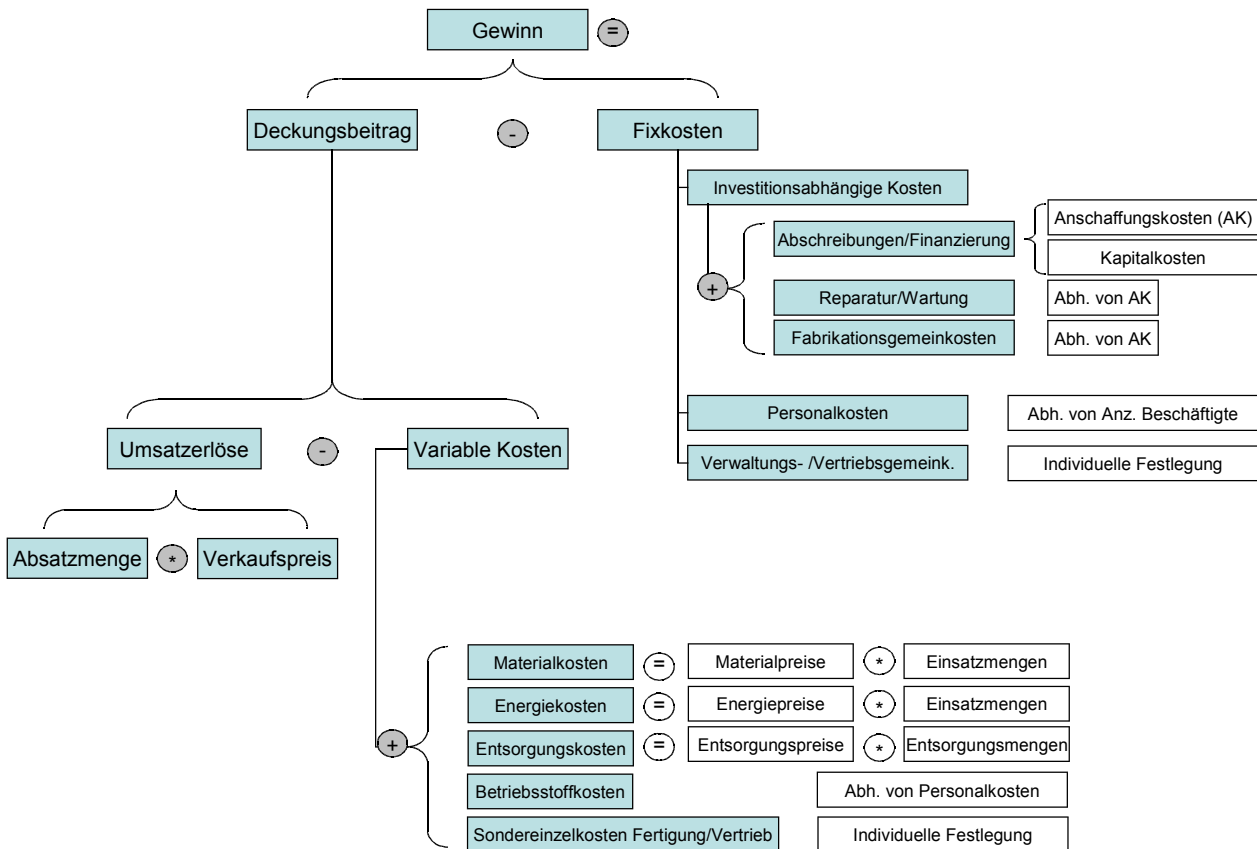 Gewinn =
Deckungsbeitrag - Fixkosten
Investitionsabhängige Kosten
Anschaffungskosten (AK)
Abschreibungen/Finanzierung
Kapitalkosten
+
Reparatur/Wartung Abh. von AK
Fabrikationsgemeinkosten Abh. von AK
Personalkosten Abh. von Anz. Beschäftigte
Umsatzerlöse - Variable Kosten
Verwaltungs- /Vertriebsgemeink. Individuelle Festlegung
Absatzmenge * Verkaufspreis
Materialkosten = Materialpreise * Einsatzmengen
Energiekosten = Energiepreise * Einsatzmengen
+
Entsorgungskosten = Entsorgungspreise * Entsorgungsmengen
Betriebsstoffkosten Abh. von Personalkosten
Sondereinzelkosten Fertigung/Vertrieb Individuelle Festlegung